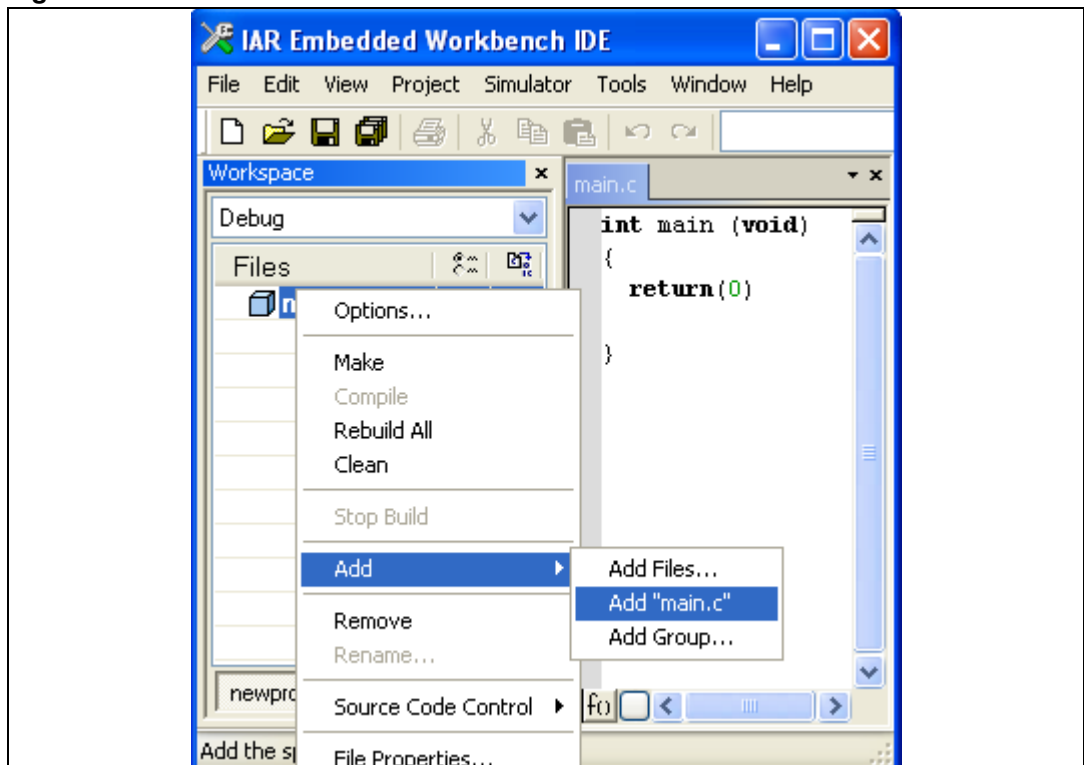 IAR Embedded Workbench IDE
File Edit View Project Simulator Tools Window Help
Workspace
main.c
Debug
Files
int main (void)
{
return(0)
}
Options...
Make
Compile
Rebuild All
Clean
Stop Build
Add
Add Files...
Add "main.c"
Add Group...
Remove
Rename...
Source Code Control
File Properties...
Add the